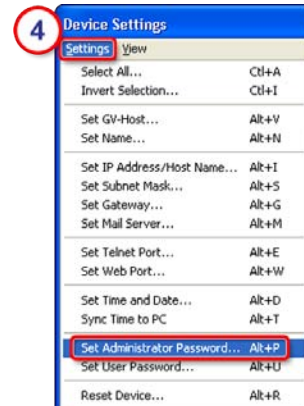 4
Device Settings
Settings View
Select All... Ctl+A
Invert Selection... Ctl+I
Set GV-Host... Alt+V
Set Name... Alt+N
Set IP Address/Host Name... Alt+I
Set Subnet Mask... Alt+S
Set Gateway... Alt+G
Set Mail Server... Alt+M
Set Telnet Port... Alt+E
Set Web Port... Alt+W
Set Time and Date... Alt+D
Sync Time to PC Alt+T
Set Administrator Password... Alt+P
Set User Password... Alt+U
Reset Device... Alt+R